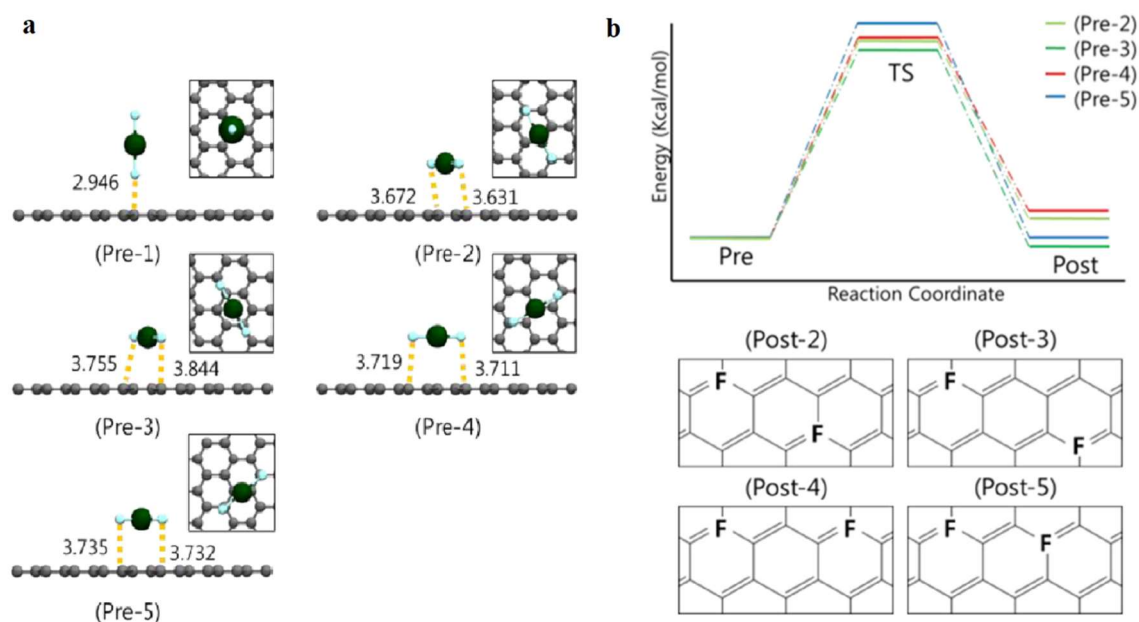 a
2.946
(Pre-1)
3.672
3.631
(Pre-2)
3.755
3.844
(Pre-3)
3.719
3.711
(Pre-4)
3.735
3.732
(Pre-5)
b
Energy (Kcal/mol)
(Pre-2)
(Pre-3)
(Pre-4)
(Pre-5)
TS
Pre
Post
Reaction Coordinate
(Post-2)
F
F
(Post-3)
F
F
(Post-4)
F
F
(Post-5)
F
F